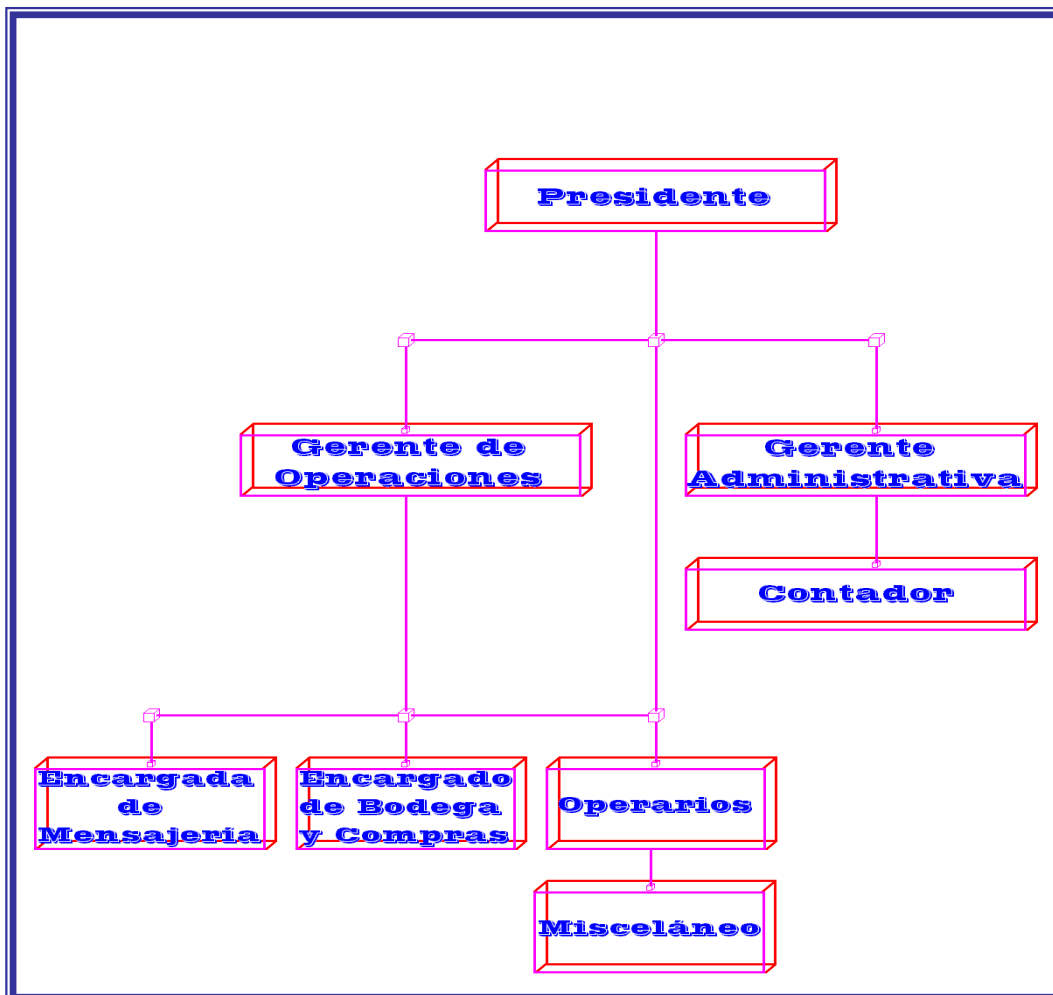 Presidente
Gerente de
Operaciones
Gerente
Administrativa
Contador
Encargada
de
Mensajería
Encargado
de Bodega
y Compras
Operarios
Misceláneo